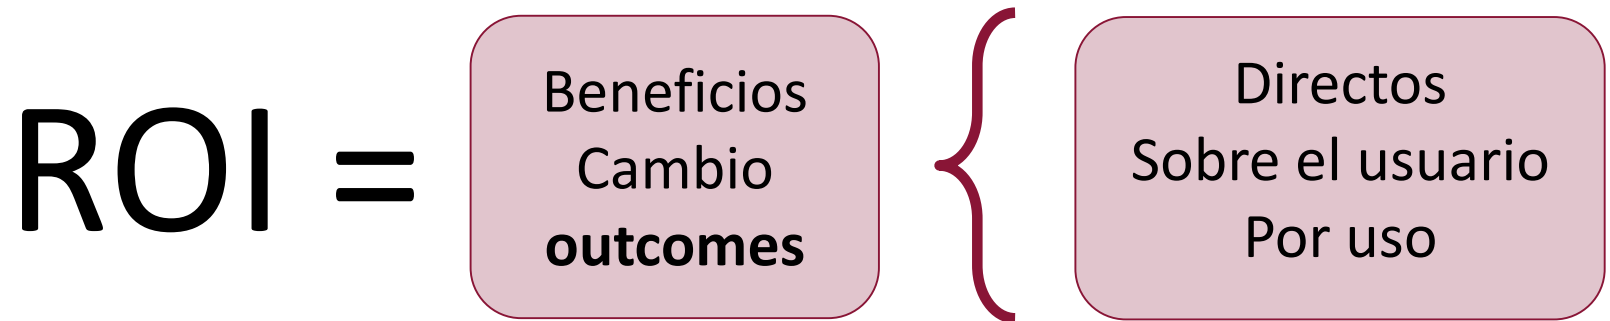 ROI =
Beneficios
Cambio
outcomes
Directos
Sobre el usuario
Por uso